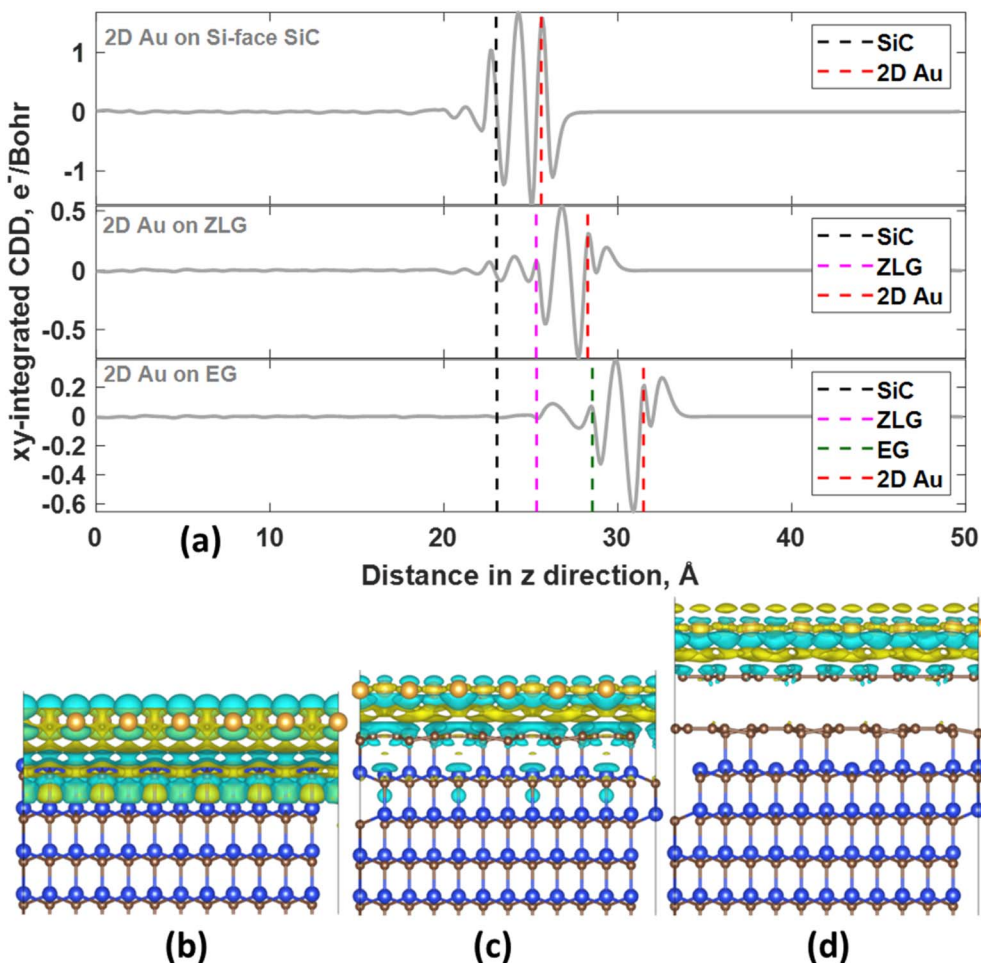 2D Au on Si-face SiC
SiC
2D Au
1
0
-1
2D Au on ZLG
SiC
ZLG
2D Au
0.5
0
-0.5
2D Au on EG
SiC
ZLG
EG
2D Au
0.2
0
-0.2
-0.4
-0.6
xy-integrated CDD, e⁻/Bohr
(a)
0 10 20 30 40 50
Distance in z direction, Å
(b) (c) (d)